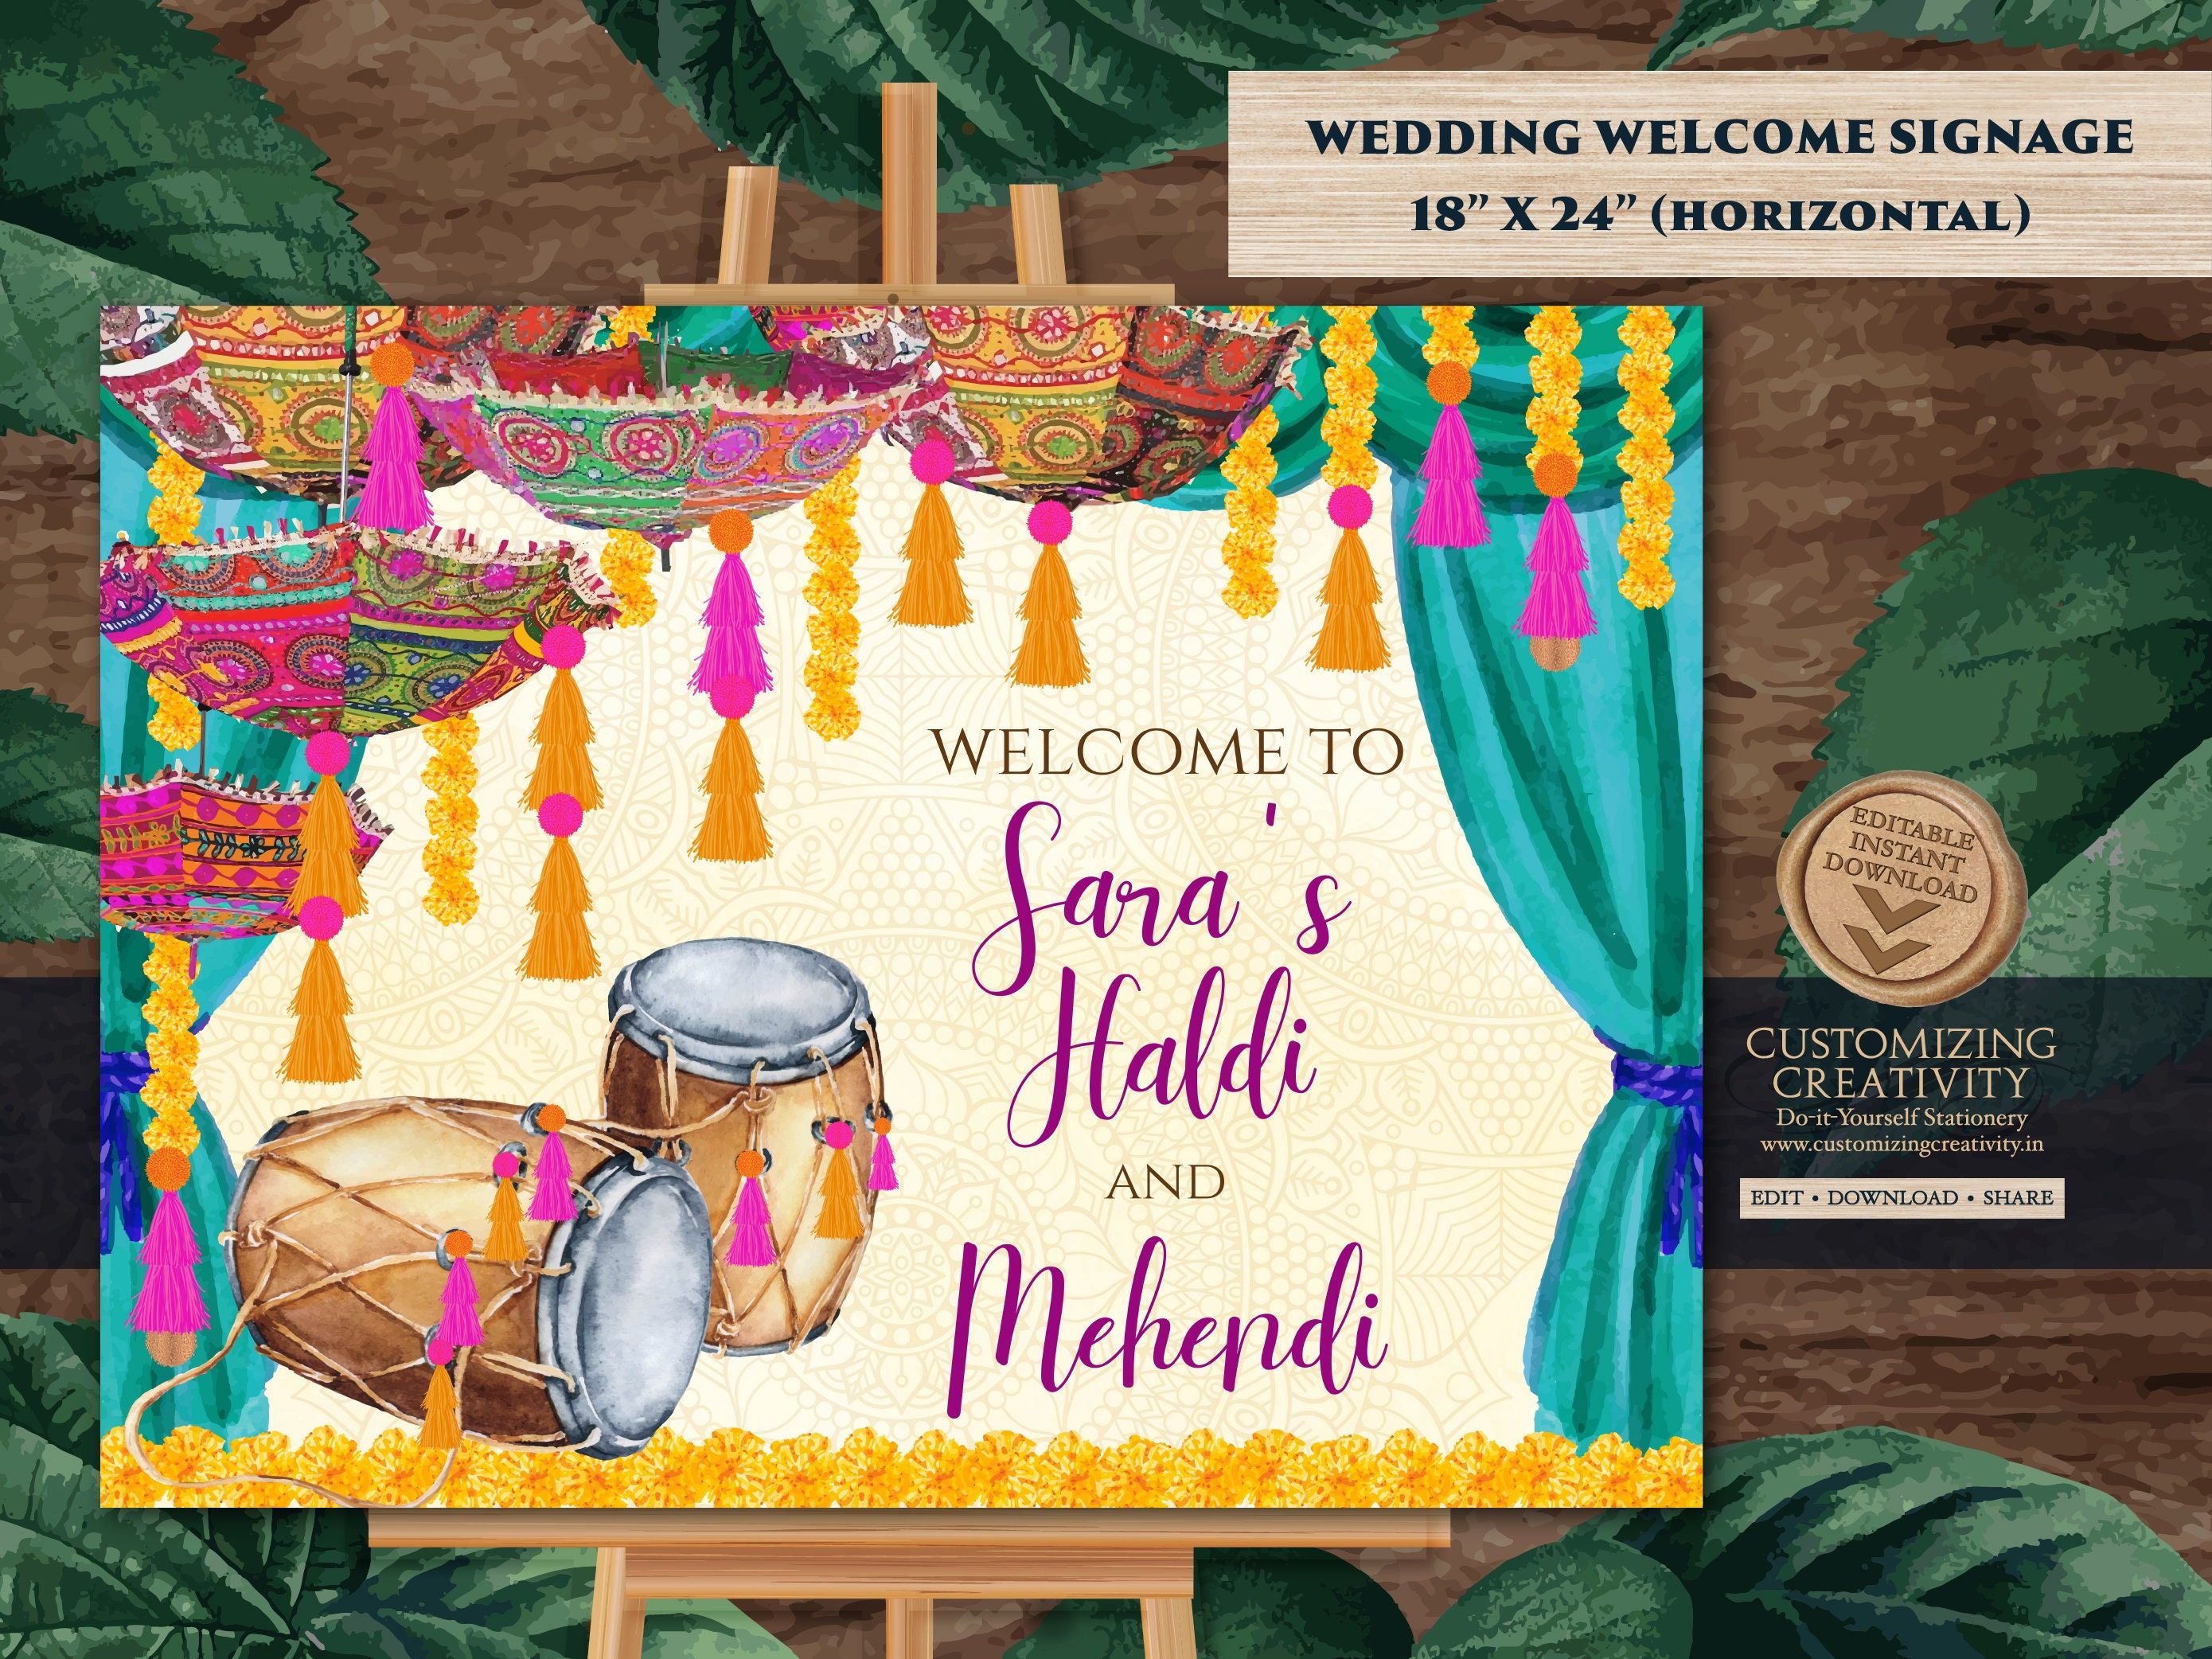 WEDDING WELCOME SIGNAGE
18” X 24” (HORIZONTAL)
WELCOME TO
Sara's
Haldi
AND
Mehendi
EDITABLE
INSTANT
DOWNLOAD
CUSTOMIZING
CREATIVITY
Do-it-Yourself Stationery
www.customizingcreativity.in
EDIT • DOWNLOAD • SHARE